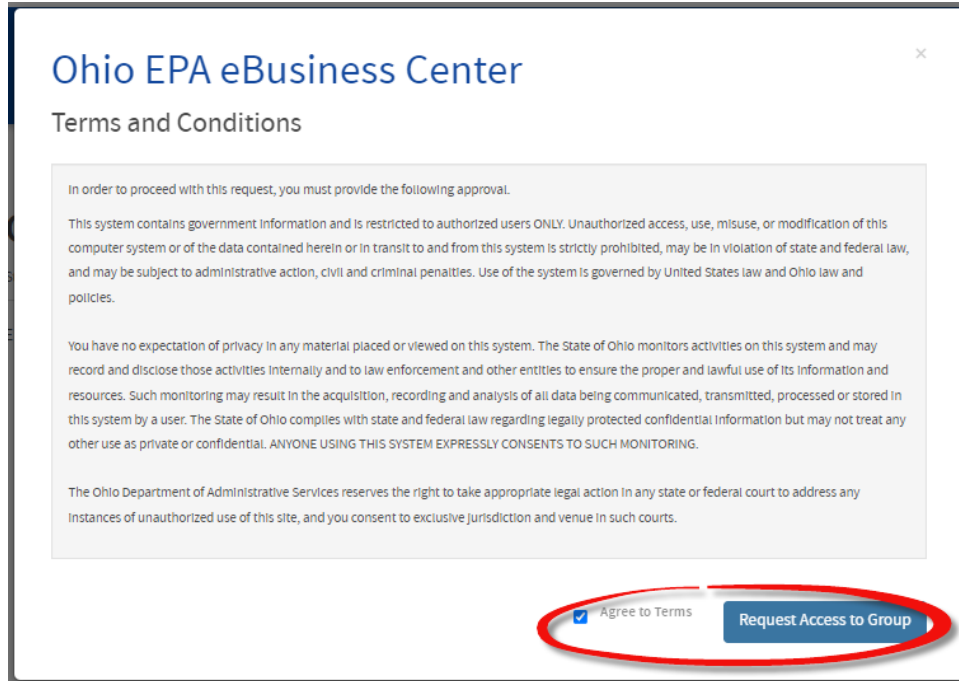 Ohio EPA eBusiness Center
×
Terms and Conditions
In order to proceed with this request, you must provide the following approval.
This system contains government information and is restricted to authorized users ONLY. Unauthorized access, use, misuse, or modification of this
computer system or of the data contained herein or in transit to and from this system is strictly prohibited, may be in violation of state and federal law,
and may be subject to administrative action, civil and criminal penalties. Use of the system is governed by United States law and Ohio law and
policies.
You have no expectation of privacy in any material placed or viewed on this system. The State of Ohio monitors activities on this system and may
record and disclose those activities internally and to law enforcement and other entities to ensure the proper and lawful use of its information and
resources. Such monitoring may result in the acquisition, recording and analysis of all data being communicated, transmitted, processed or stored in
this system by a user. The State of Ohio complies with state and federal law regarding legally protected confidential information but may not treat any
other use as private or confidential. ANYONE USING THIS SYSTEM EXPRESSLY CONSENTS TO SUCH MONITORING.
The Ohio Department of Administrative Services reserves the right to take appropriate legal action in any state or federal court to address any
instances of unauthorized use of this site, and you consent to exclusive jurisdiction and venue in such courts.
Agree to Terms
Request Access to Group